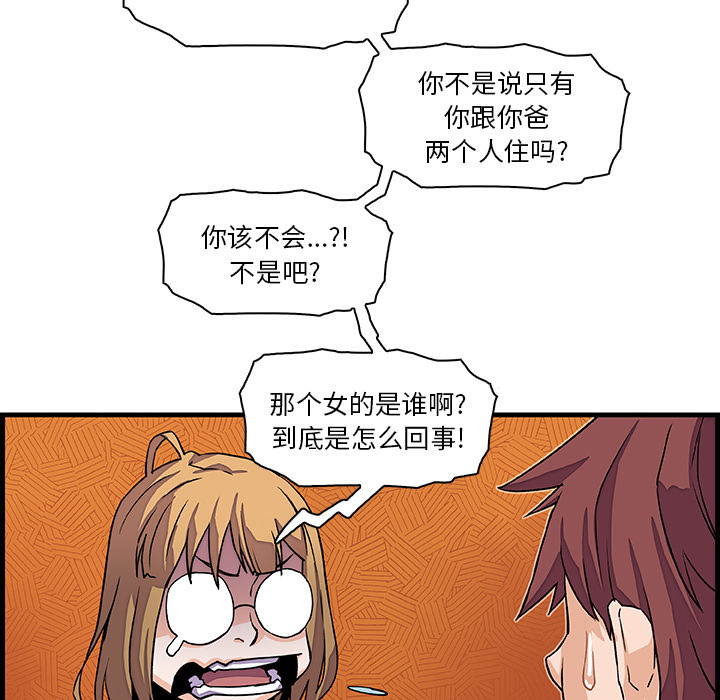 你不是说只有
你跟你爸
两个人住吗?
你该不会...?!
不是吧?
那个女的是谁啊?
到底是怎么回事!